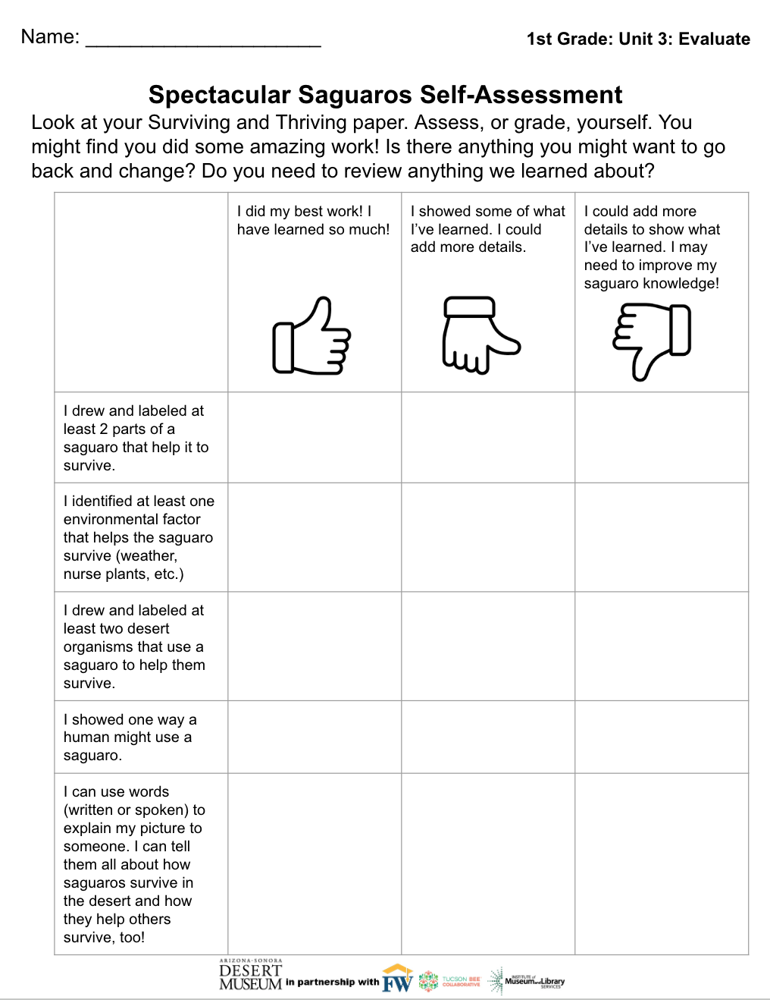 Name: ______________________
1st Grade: Unit 3: Evaluate
Spectacular Saguaros Self-Assessment
Look at your Surviving and Thriving paper. Assess, or grade, yourself. You
might find you did some amazing work! Is there anything you might want to go
back and change? Do you need to review anything we learned about?
I did my best work! I
have learned so much!
I showed some of what
I’ve learned. I could
add more details.
I could add more
details to show what
I’ve learned. I may
need to improve my
saguaro knowledge!
I drew and labeled at
least 2 parts of a
saguaro that help it to
survive.
I identified at least one
environmental factor
that helps the saguaro
survive (weather,
nurse plants, etc.)
I drew and labeled at
least two desert
organisms that use a
saguaro to help them
survive.
I showed one way a
human might use a
saguaro.
I can use words
(written or spoken) to
explain my picture to
someone. I can tell
them all about how
saguaros survive in
the desert and how
they help others
survive, too!
ARIZONA-SONORA
DESERT
MUSEUM
in partnership with
FW
TUCSON BEE
COLLABORATIVE
INSTITUTE of
Museum and Library
SERVICES